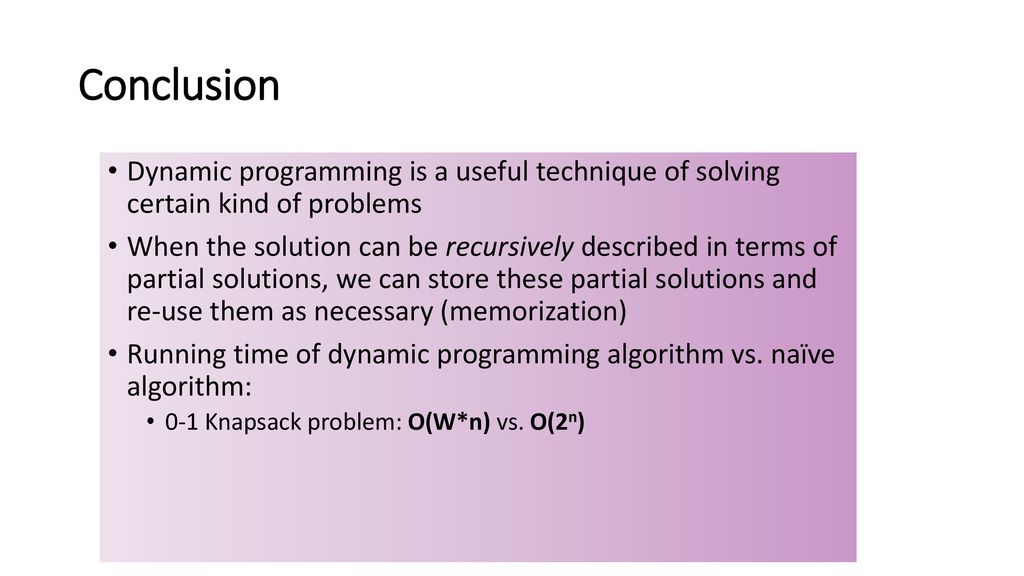 Conclusion
• Dynamic programming is a useful technique of solving
certain kind of problems
• When the solution can be recursively described in terms of
partial solutions, we can store these partial solutions and
re-use them as necessary (memorization)
• Running time of dynamic programming algorithm vs. naïve
algorithm:
• 0-1 Knapsack problem: O(W*n) vs. O(2ⁿ)